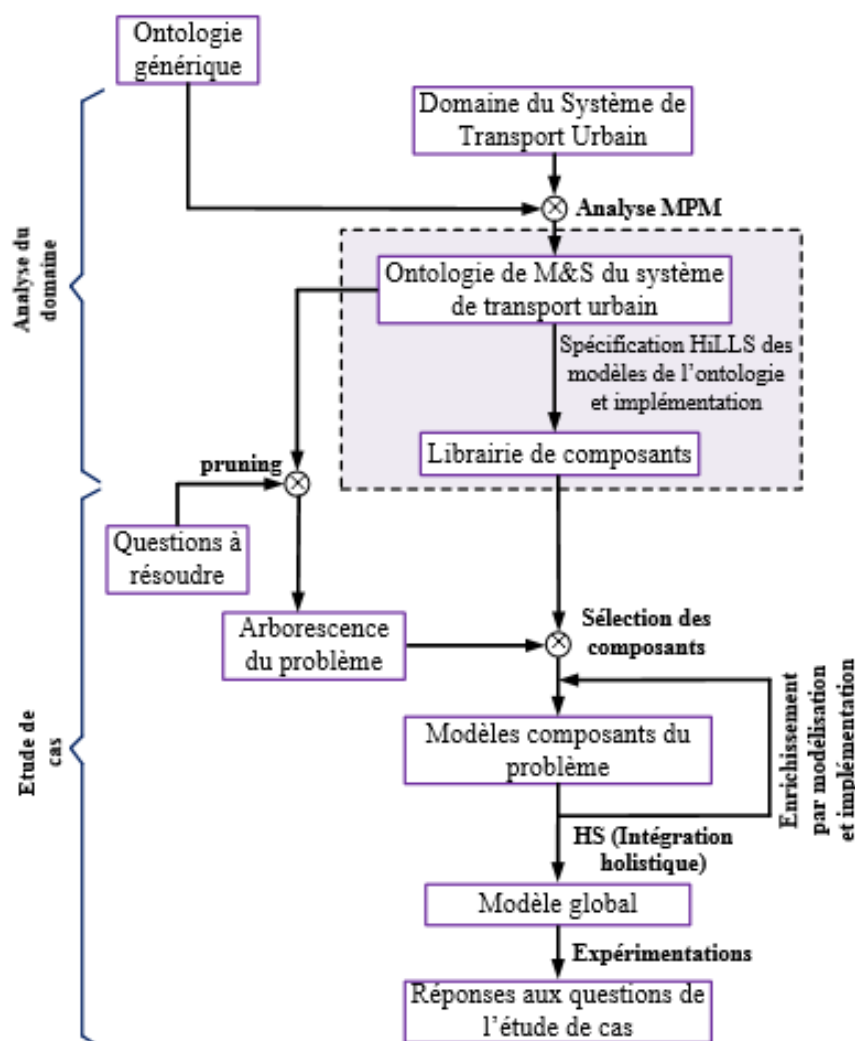 Ontologie
générique
Domaine du Système de
Transport Urbain
Analyse MPM
Analyse du
domaine
Ontologie de M&S du système
de transport urbain
Spécification HiLLS des
modèles de l’ontologie
et implémentation
Librairie de composants
pruning
Questions à
résoudre
Arborescence
du problème
Sélection des
composants
Etude de
cas
Modèles composants du
problème
Enrichissement
par modélisation
et implémentation
HS (Intégration
holistique)
Modèle global
Expérimentations
Réponses aux questions de
l’étude de cas